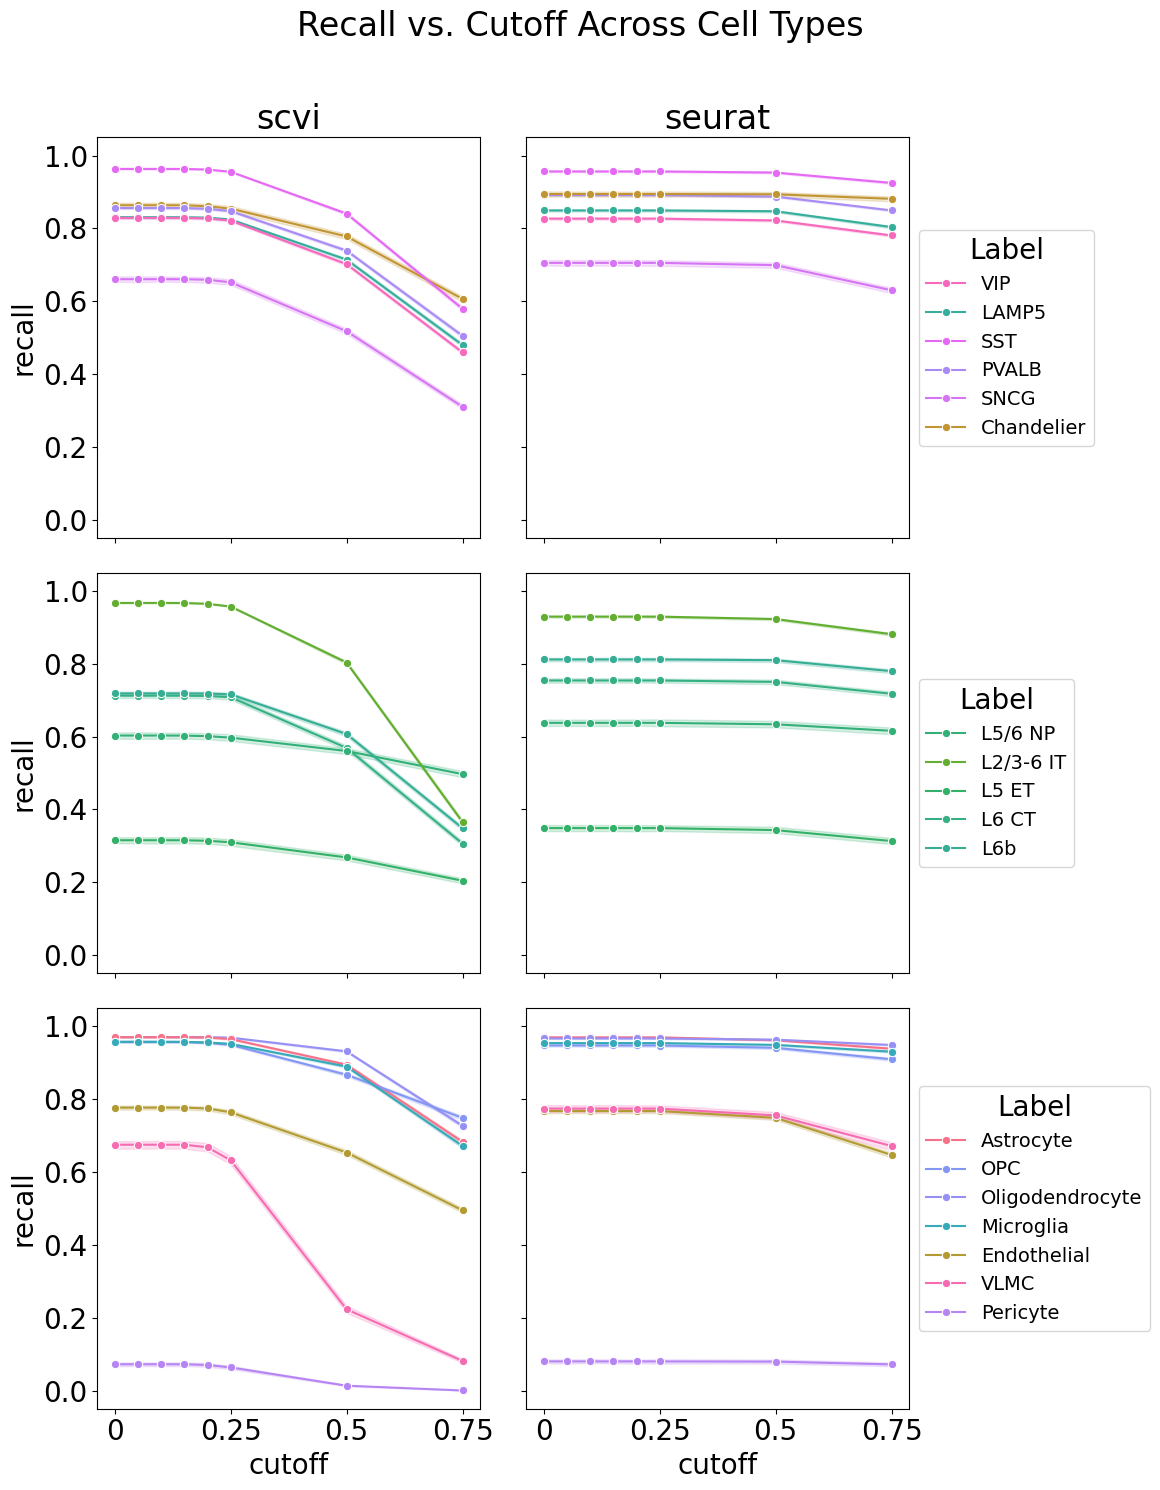 Recall vs. Cutoff Across Cell Types
scvi
seurat
1.0
0.8
0.6
0.4
0.2
0.0
recall
Label
VIP
LAMP5
SST
PVALB
SNCG
Chandelier
1.0
0.8
0.6
0.4
0.2
0.0
recall
Label
L5/6 NP
L2/3-6 IT
L5 ET
L6 CT
L6b
1.0
0.8
0.6
0.4
0.2
0.0
recall
Label
Astrocyte
OPC
Oligodendrocyte
Microglia
Endothelial
VLMC
Pericyte
0 0.25 0.5 0.75
0 0.25 0.5 0.75
cutoff
cutoff